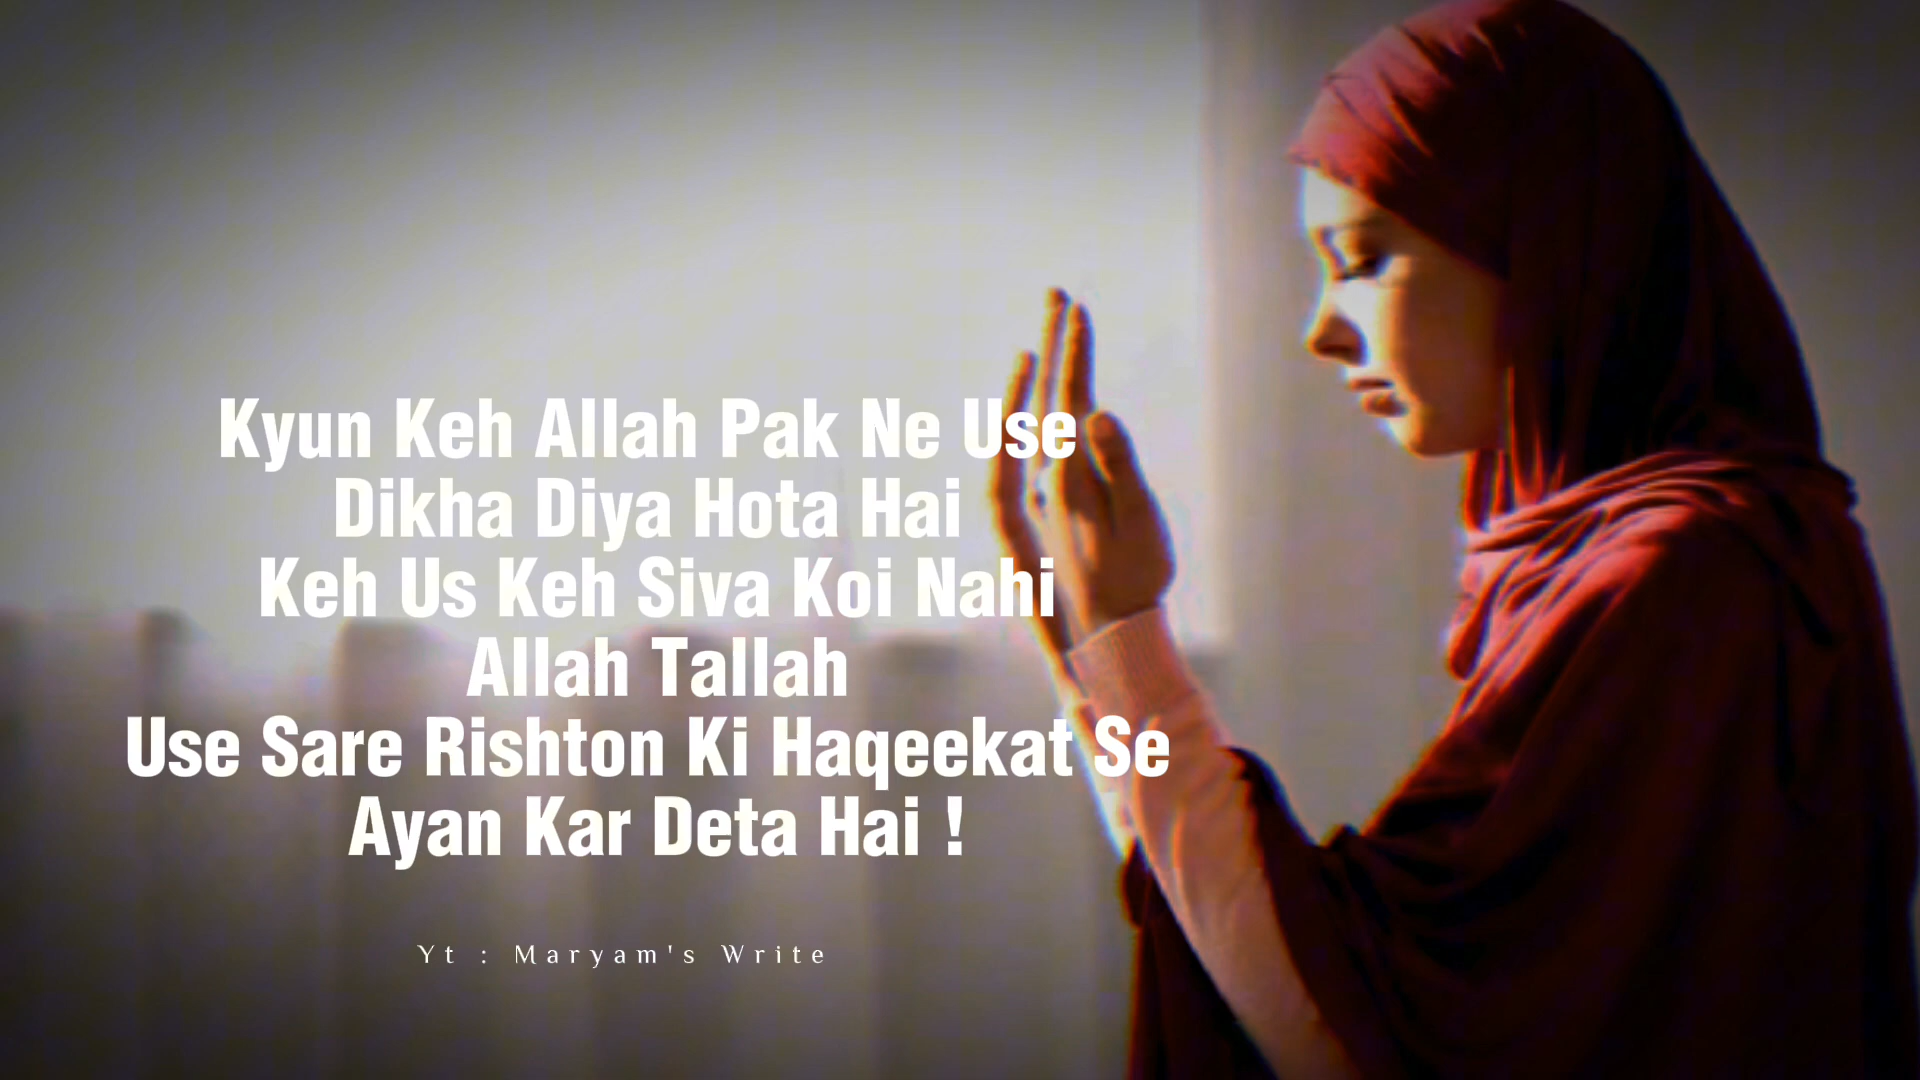 Kyun Keh Allah Pak Ne Use
Dikha Diya Hota Hai
Keh Us Keh Siva Koi Nahi
Allah Tallah
Use Sare Rishton Ki Haqeekat Se
Ayan Kar Deta Hai !
Yt : Maryam's Write